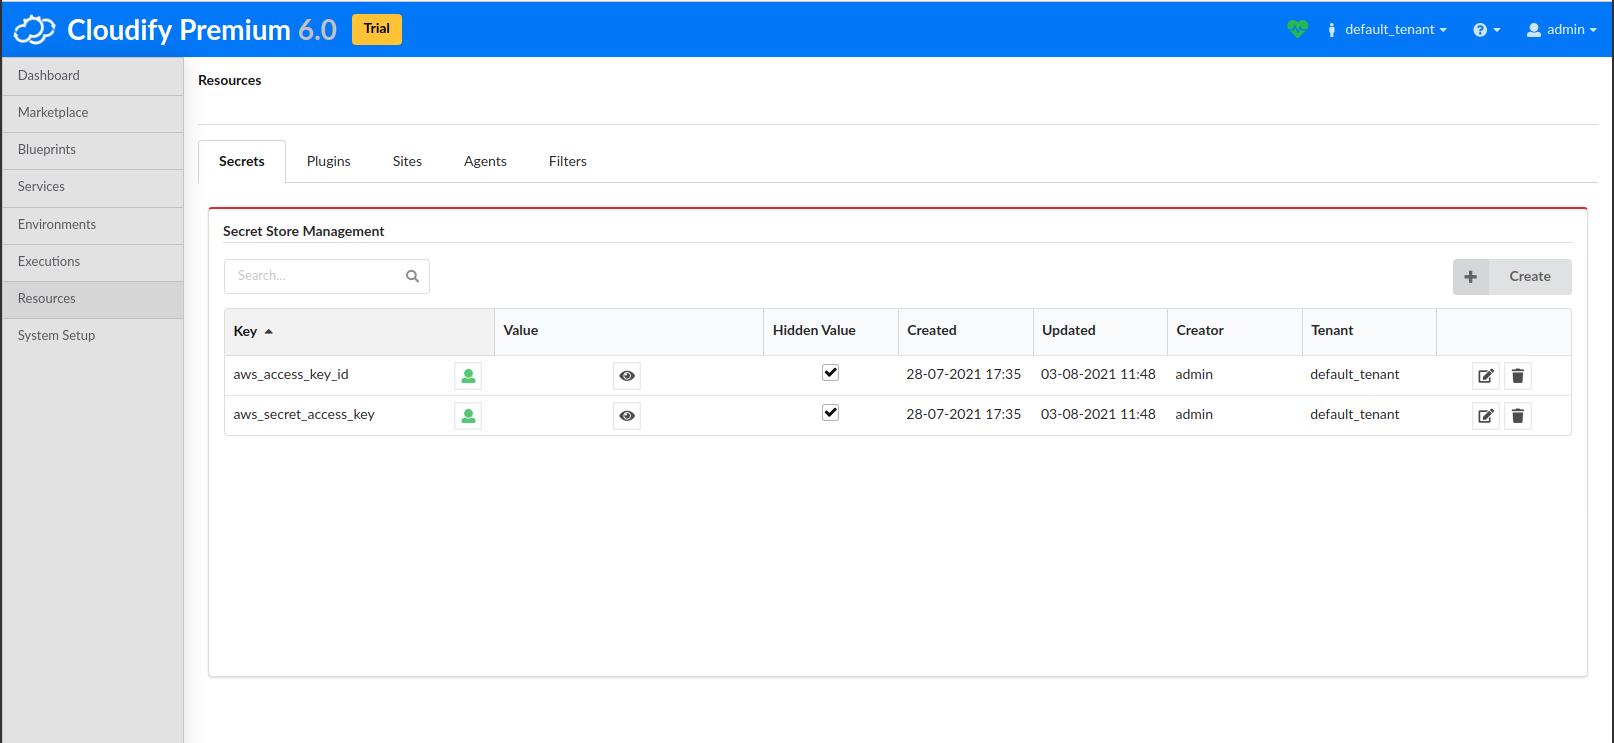 Cloudify Premium 6.0 Trial default_tenant admin
Dashboard
Marketplace
Blueprints
Services
Environments
Executions
Resources
System Setup
Resources
Secrets Plugins Sites Agents Filters
Secret Store Management
Search...
Create
Key Value Hidden Value Created Updated Creator Tenant
aws_access_key_id 28-07-2021 17:35 03-08-2021 11:48 admin default_tenant
aws_secret_access_key 28-07-2021 17:35 03-08-2021 11:48 admin default_tenant